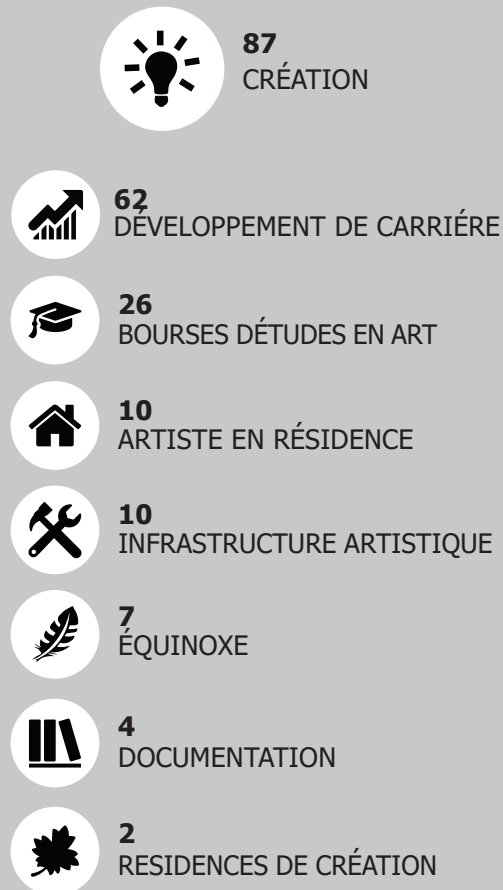 87
CRÉATION
62
DÉVELOPPEMENT DE CARRIÉRE
26
BOURSES DÉTUDES EN ART
10
ARTISTE EN RÉSIDENCE
10
INFRASTRUCTURE ARTISTIQUE
7
ÉQUINOXE
4
DOCUMENTATION
2
RESIDENCES DE CRÉATION